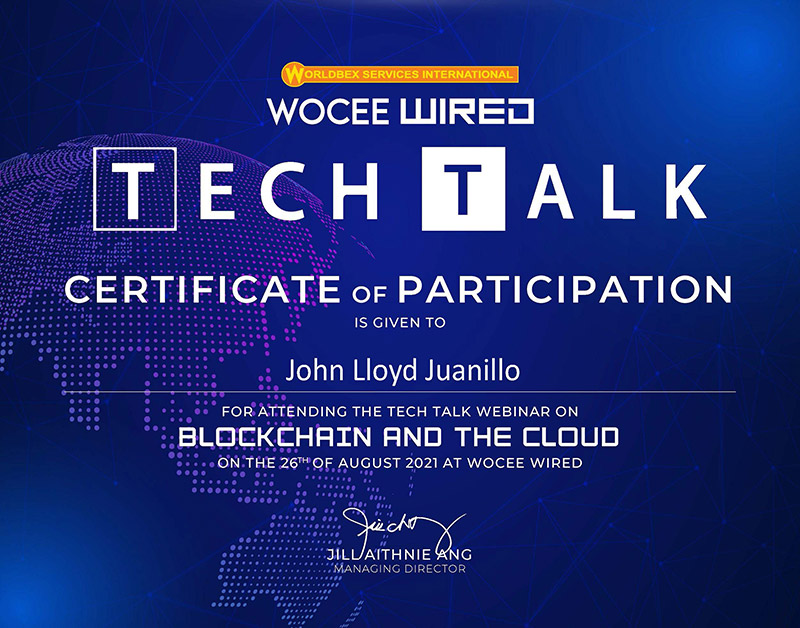 WORLDBEX SERVICES INTERNATIONAL
WOCEE WIRED
TECH TALK
CERTIFICATE OF PARTICIPATION
IS GIVEN TO
John Lloyd Juanillo
FOR ATTENDING THE TECH TALK WEBINAR ON
BLOCKCHAIN AND THE CLOUD
ON THE 26TH OF AUGUST 2021 AT WOCEE WIRED
JILL AITHNIE ANG
MANAGING DIRECTOR